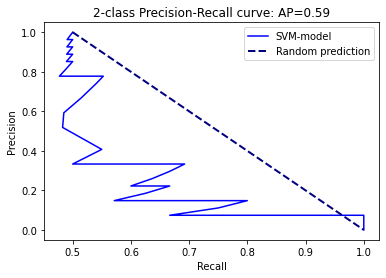 2-class Precision-Recall curve: AP=0.59
SVM-model
Random prediction
Precision
1.0
0.8
0.6
0.4
0.2
0.0
0.5
0.6
0.7
0.8
0.9
1.0
Recall